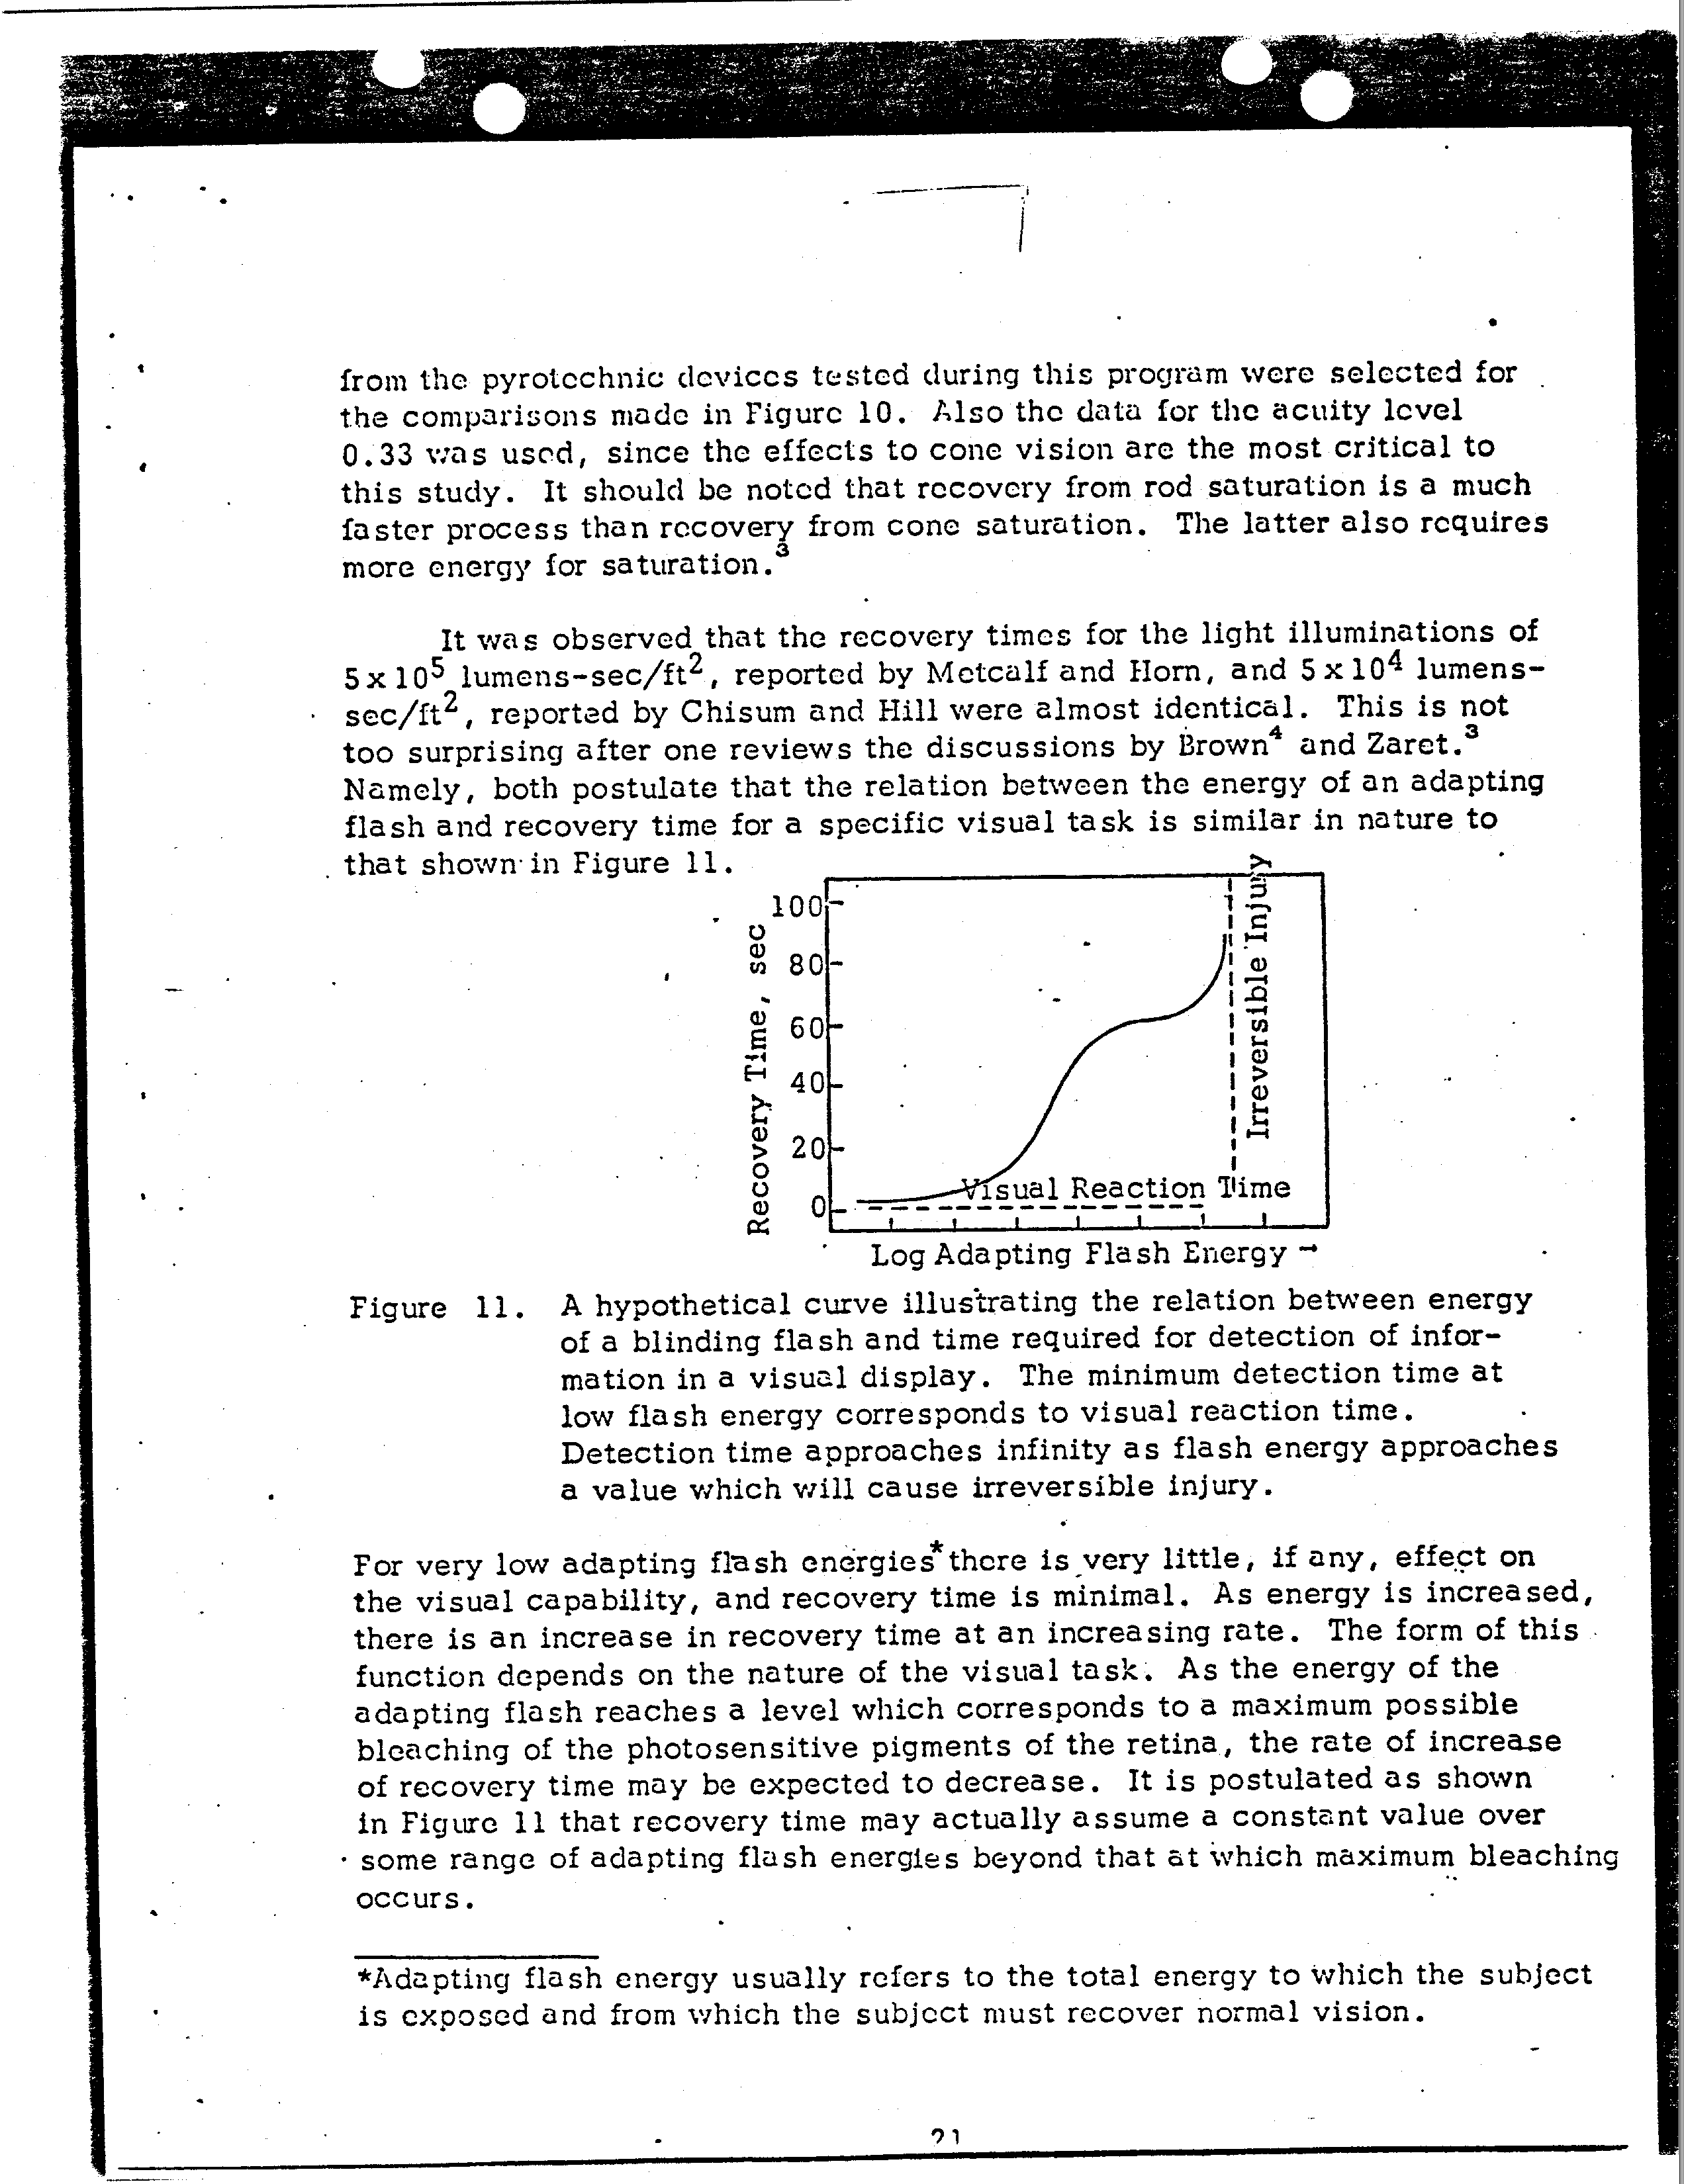 from the pyrotechnic devices tested during this program were selected for
the comparisons made in Figure 10. Also the data for the acuity level
0.33 was used, since the effects to cone vision are the most critical to
this study. It should be noted that recovery from rod saturation is a much
faster process than recovery from cone saturation. The latter also requires
more energy for saturation.³
It was observed that the recovery times for the light illuminations of
5 x 10⁵ lumens-sec/ft², reported by Metcalf and Horn, and 5 x 10⁴ lumens-
sec/ft², reported by Chisum and Hill were almost identical. This is not
too surprising after one reviews the discussions by Brown⁴ and Zaret.³
Namely, both postulate that the relation between the energy of an adapting
flash and recovery time for a specific visual task is similar in nature to
that shown in Figure 11.
Recovery Time, sec
100
80
60
40
20
0
Irreversible Injury
Visual Reaction Time
Log Adapting Flash Energy →
Figure 11. A hypothetical curve illustrating the relation between energy
of a blinding flash and time required for detection of infor-
mation in a visual display. The minimum detection time at
low flash energy corresponds to visual reaction time.
Detection time approaches infinity as flash energy approaches
a value which will cause irreversible injury.
For very low adapting flash energies* there is very little, if any, effect on
the visual capability, and recovery time is minimal. As energy is increased,
there is an increase in recovery time at an increasing rate. The form of this
function depends on the nature of the visual task. As the energy of the
adapting flash reaches a level which corresponds to a maximum possible
bleaching of the photosensitive pigments of the retina, the rate of increase
of recovery time may be expected to decrease. It is postulated as shown
in Figure 11 that recovery time may actually assume a constant value over
some range of adapting flash energies beyond that at which maximum bleaching
occurs.
*Adapting flash energy usually refers to the total energy to which the subject
is exposed and from which the subject must recover normal vision.
21